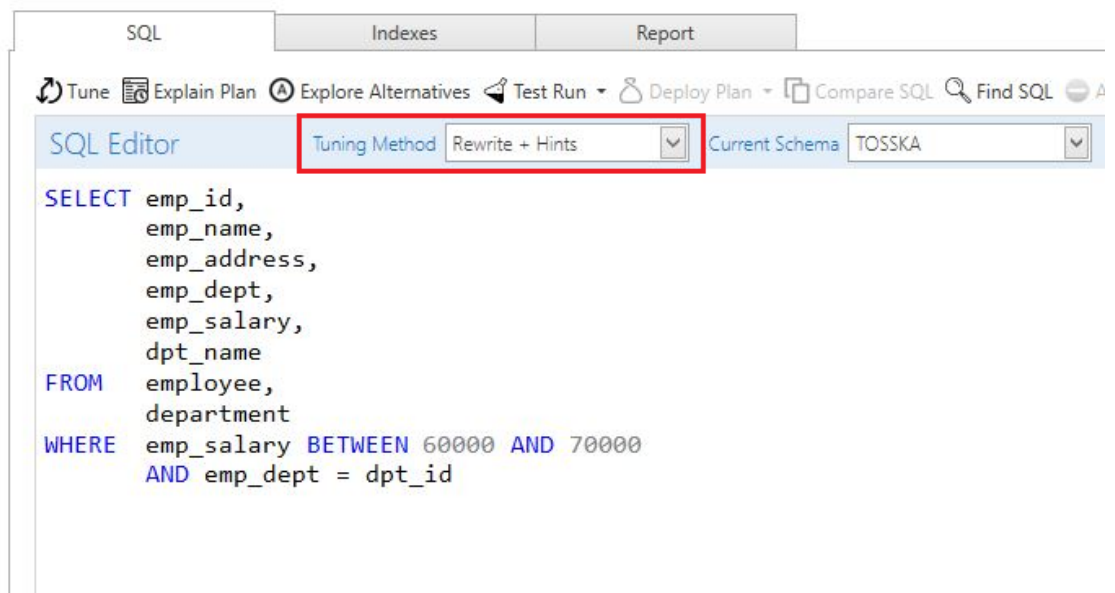 SQL Indexes Report
Tune Explain Plan Explore Alternatives Test Run Deploy Plan Compare SQL Find SQL A
SQL Editor Tuning Method Rewrite + Hints Current Schema TOSSKA
SELECT emp_id,
emp_name,
emp_address,
emp_dept,
emp_salary,
dpt_name
FROM employee,
department
WHERE emp_salary BETWEEN 60000 AND 70000
AND emp_dept = dpt_id